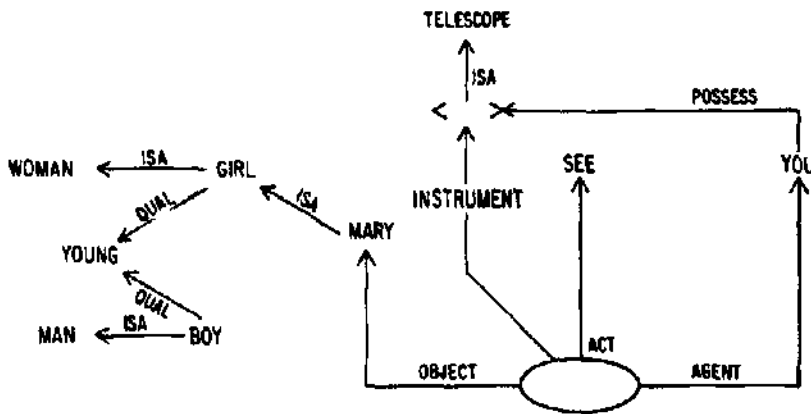 TELESCOPE
ISA
< >
POSSESS
WOMAN
ISA
GIRL
SEE
YOU
QUAL
ISA
INSTRUMENT
MARY
YOUNG
QUAL
MAN
ISA
BOY
ACT
OBJECT
AGENT